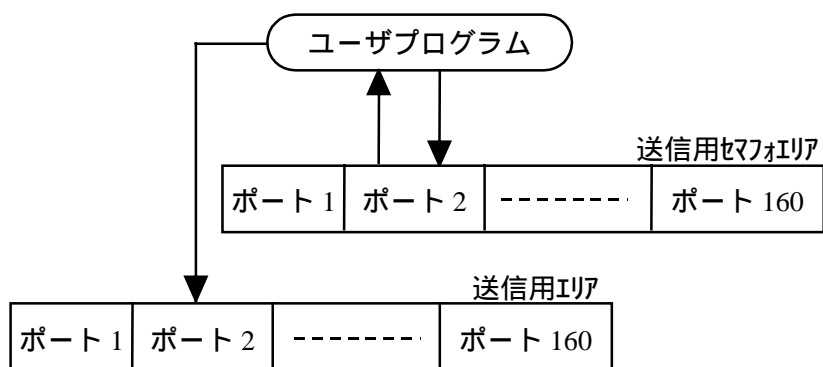 ユーザプログラム
送信用ｾﾏﾌｫｴﾘｱ
ポート 1 ポート 2 ポート 160
送信用ｴﾘｱ
ポート 1 ポート 2 ポート 160